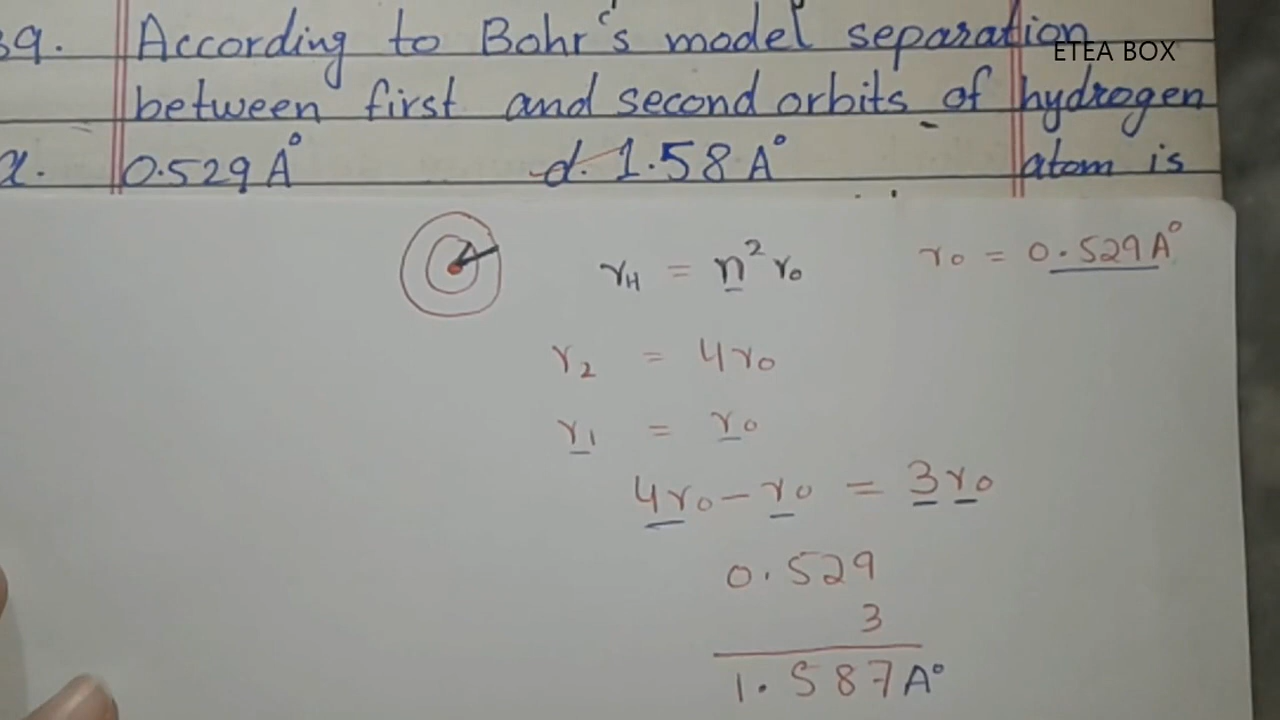 39. According to Bohr's model separation
ETEA BOX
between first and second orbits of hydrogen
a. 0.529 A° d. 1.58 A° atom is
rH = n² r₀ r₀ = 0.529 A°
r₂ = 4r₀
r₁ = r₀
4r₀ - r₀ = 3r₀
0.529
3
1.587 A°